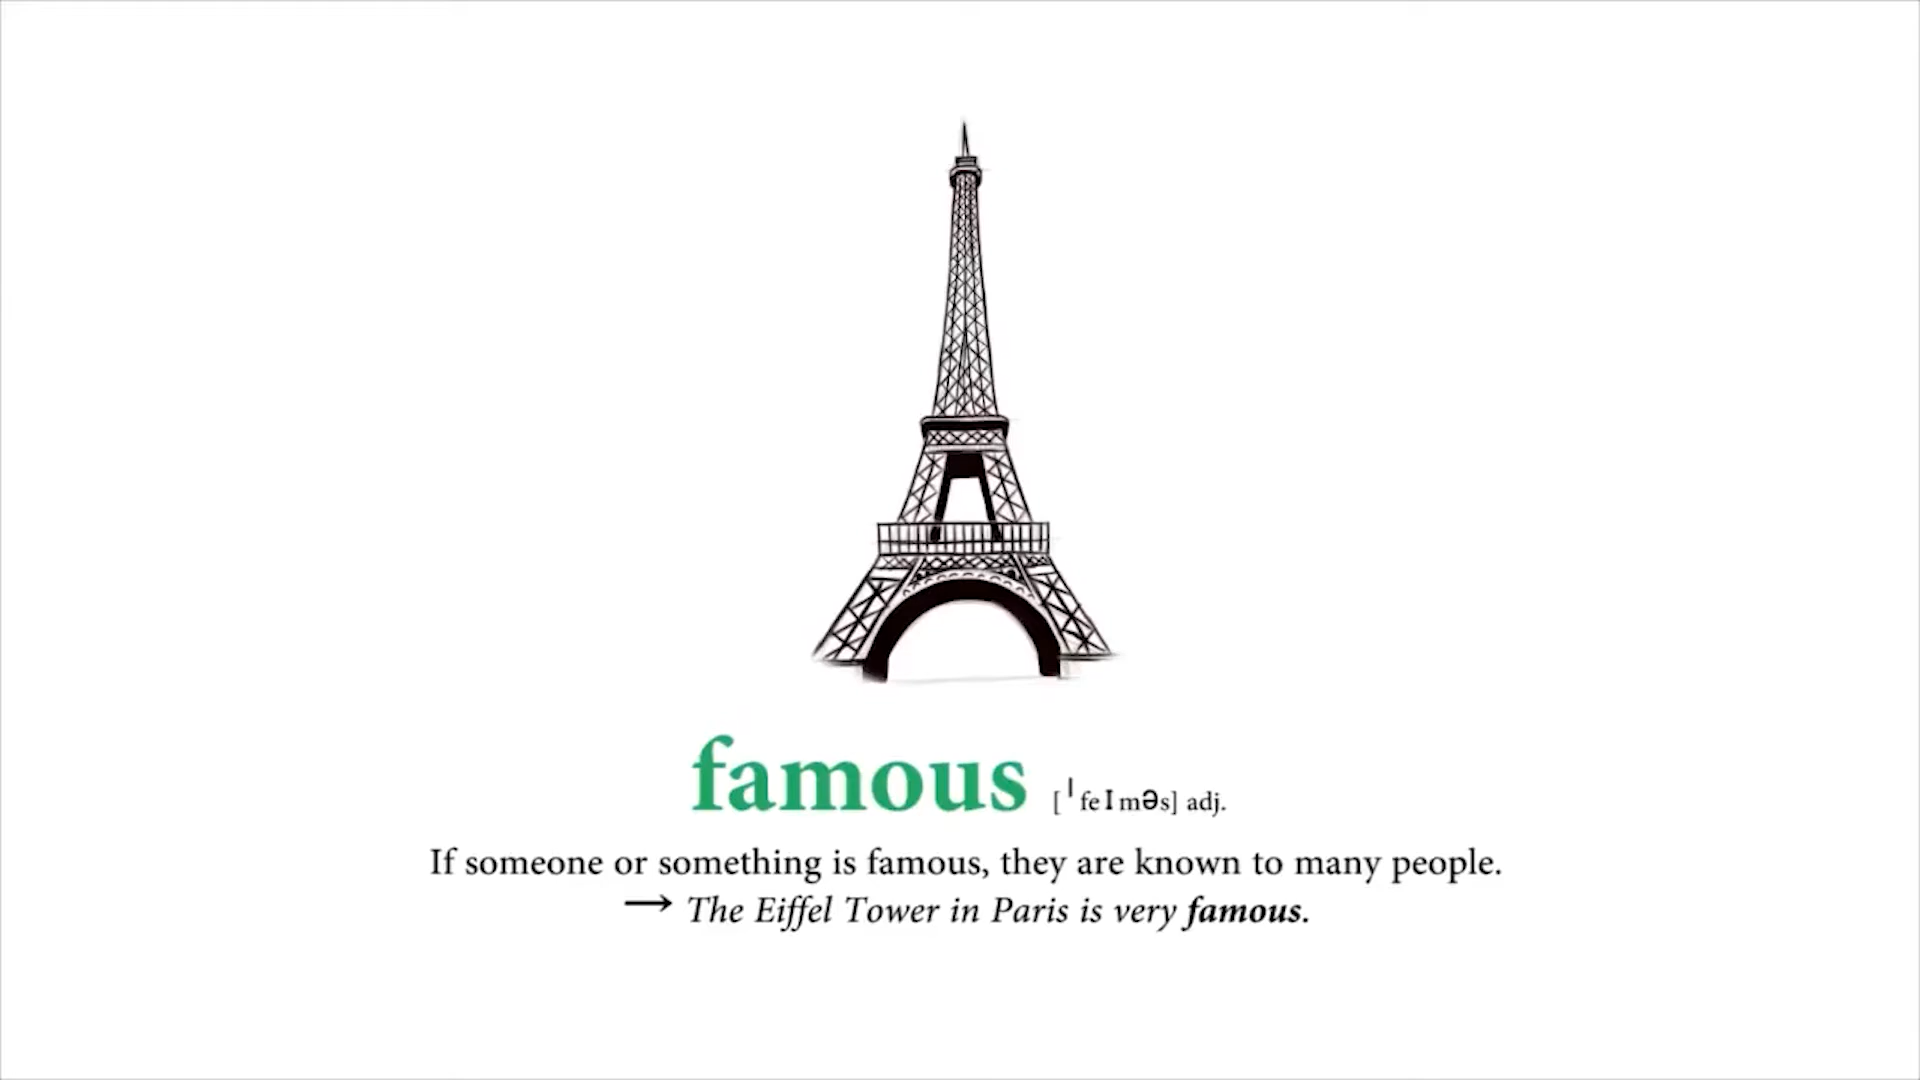 famous [ˈfeɪməs] adj.
If someone or something is famous, they are known to many people.
→ The Eiffel Tower in Paris is very famous.